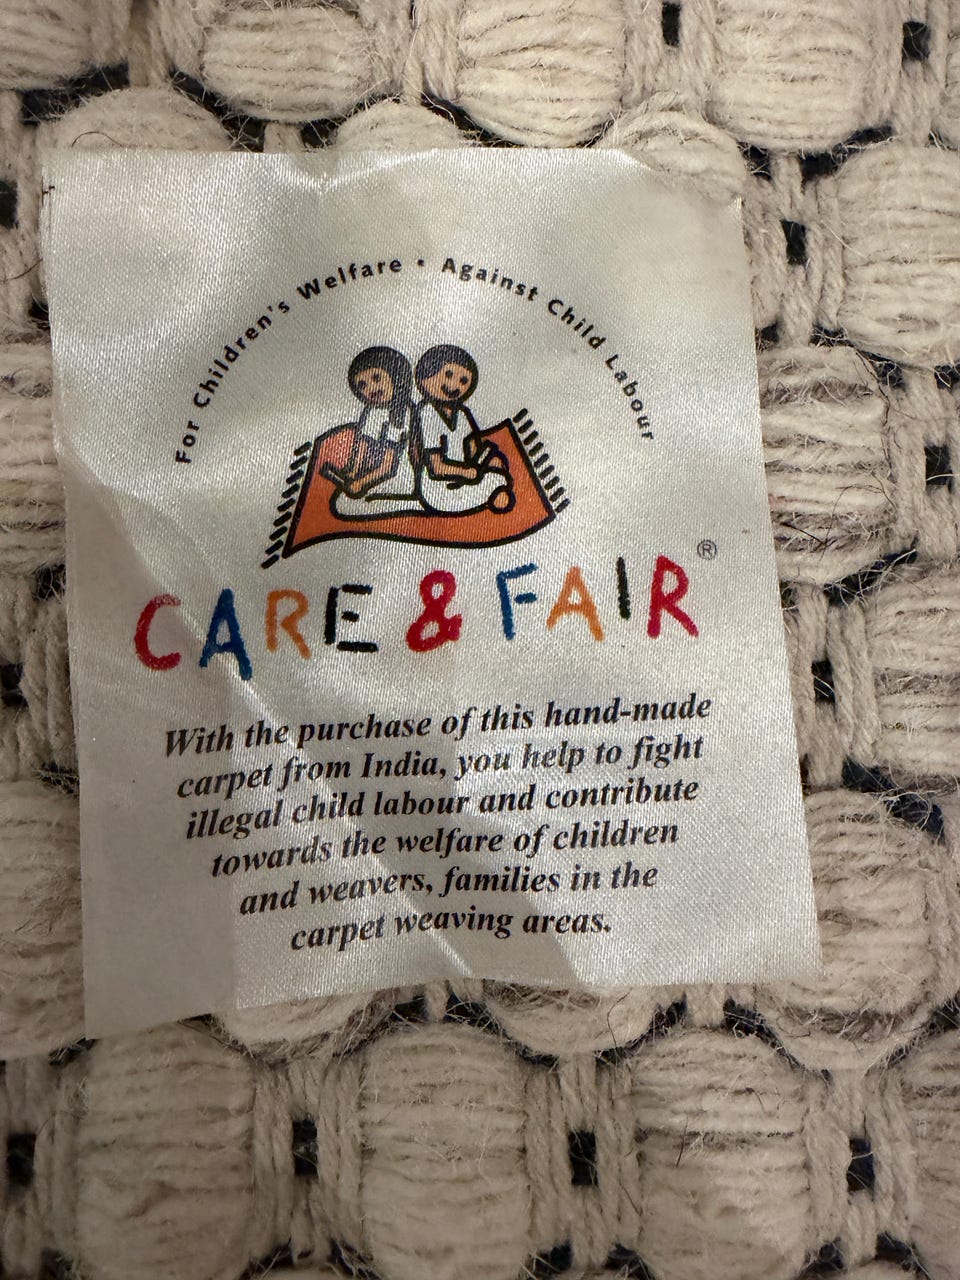 For Children's Welfare • Against Child Labour
CARE & FAIR®
With the purchase of this hand-made
carpet from India, you help to fight
illegal child labour and contribute
towards the welfare of children
and weavers, families in the
carpet weaving areas.